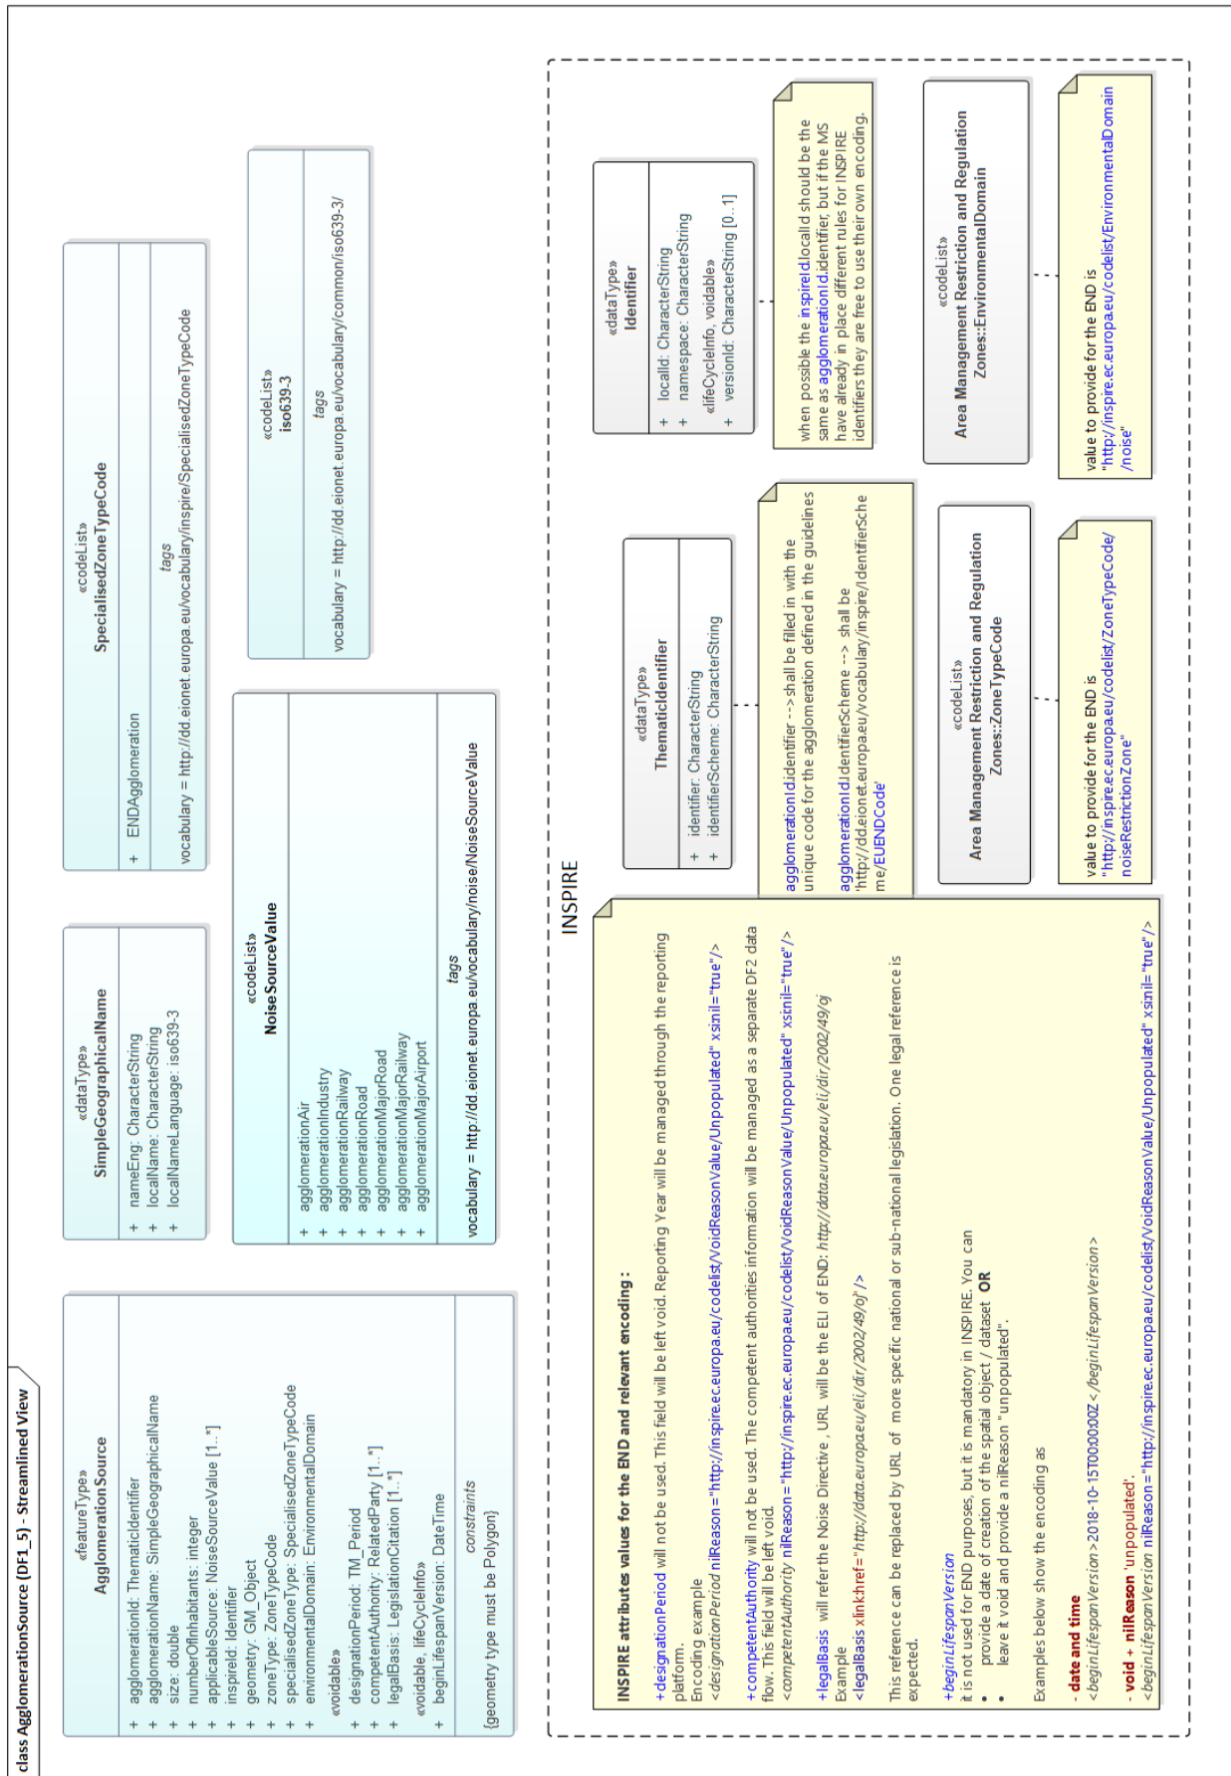 class AgglomerationSource (DF1_5) - Streamlined View
«featureType»
AgglomerationSource
+ agglomerationId: ThematicIdentifier
+ agglomerationName: SimpleGeographicalName
+ size: double
+ numberOfInhabitants: integer
+ applicableSource: NoiseSourceValue [1..*]
+ inspireId: Identifier
+ geometry: GM_Object
+ zoneType: ZoneTypeCode
+ specialisedZoneType: SpecialisedZoneTypeCode
+ environmentalDomain: EnvironmentalDomain
«voidable»
+ designationPeriod: TM_Period
+ competentAuthority: RelatedParty [1..*]
+ legalBasis: LegislationCitation [1..*]
«voidable, lifeCycleInfo»
+ beginLifespanVersion: DateTime
constraints
{geometry type must be Polygon}
«dataType»
SimpleGeographicalName
+ nameEng: CharacterString
+ localName: CharacterString
+ localNameLanguage: iso639-3
«codeList»
SpecialisedZoneTypeCode
+ ENDAgglomeration
tags
vocabulary = http://dd.eionet.europa.eu/vocabulary/inspire/SpecialisedZoneTypeCode
«codeList»
NoiseSourceValue
+ agglomerationAir
+ agglomerationIndustry
+ agglomerationRailway
+ agglomerationRoad
+ agglomerationMajorRoad
+ agglomerationMajorRailway
+ agglomerationMajorAirport
tags
vocabulary = http://dd.eionet.europa.eu/vocabulary/noise/NoiseSourceValue
«codeList»
iso639-3
tags
vocabulary = http://dd.eionet.europa.eu/vocabulary/common/iso639-3/
INSPIRE
INSPIRE attributes values for the END and relevant encoding :
+designationPeriod will not be used. This field will be left void. Reporting Year will be managed through the reporting
platform.
Encoding example
<designationPeriod nilReason="http://inspire.ec.europa.eu/codelist/VoidReasonValue/Unpopulated" xsi:nil="true"/>
+competentAuthority will not be used. The competent authorities information will be managed as a separate DF2 data
flow. This field will be left void.
<competentAuthority nilReason="http://inspire.ec.europa.eu/codelist/VoidReasonValue/Unpopulated" xsi:nil="true"/>
+legalBasis will refer the Noise Directive , URL will be the ELI of END: http://data.europa.eu/eli/dir/2002/49/oj
Example
<legalBasis xlink:href="http://data.europa.eu/eli/dir/2002/49/oj"/>
This reference can be replaced by URL of more specific national or sub-national legislation. One legal reference is
expected.
+beginLifespanVersion
it is not used for END purposes, but it is mandatory in INSPIRE. You can
• provide a date of creation of the spatial object / dataset OR
• leave it void and provide a nilReason "unpopulated".
Examples below show the encoding as
- date and time
<beginLifespanVersion>2018-10-15T00:00:00Z</beginLifespanVersion>
- void + nilReason 'unpopulated'.
<beginLifespanVersion nilReason="http://inspire.ec.europa.eu/codelist/VoidReasonValue/Unpopulated" xsi:nil="true"/>
«dataType»
ThematicIdentifier
+ identifier: CharacterString
+ identifierScheme: CharacterString
agglomerationId.identifier -->shall be filled in with the
unique code for the agglomeration defined in the guidelines
agglomerationId.IdentifierScheme --> shall be
'http://dd.eionet.europa.eu/vocabulary/inspire/IdentifierSche
me/EUENDCode'
«dataType»
Identifier
+ localId: CharacterString
+ namespace: CharacterString
«lifeCycleInfo, voidable»
+ versionId: CharacterString [0..1]
when possible the inspireId.localId should be the
same as agglomerationId.identifier, but if the MS
have already in place different rules for INSPIRE
identifiers they are free to use their own encoding.
«codeList»
Area Management Restriction and Regulation
Zones::ZoneTypeCode
value to provide for the END is
"http://inspire.ec.europa.eu/codelist/ZoneTypeCode/
noiseRestrictionZone"
«codeList»
Area Management Restriction and Regulation
Zones::EnvironmentalDomain
value to provide for the END is
"http://inspire.ec.europa.eu/codelist/EnvironmentalDomain
/noise"